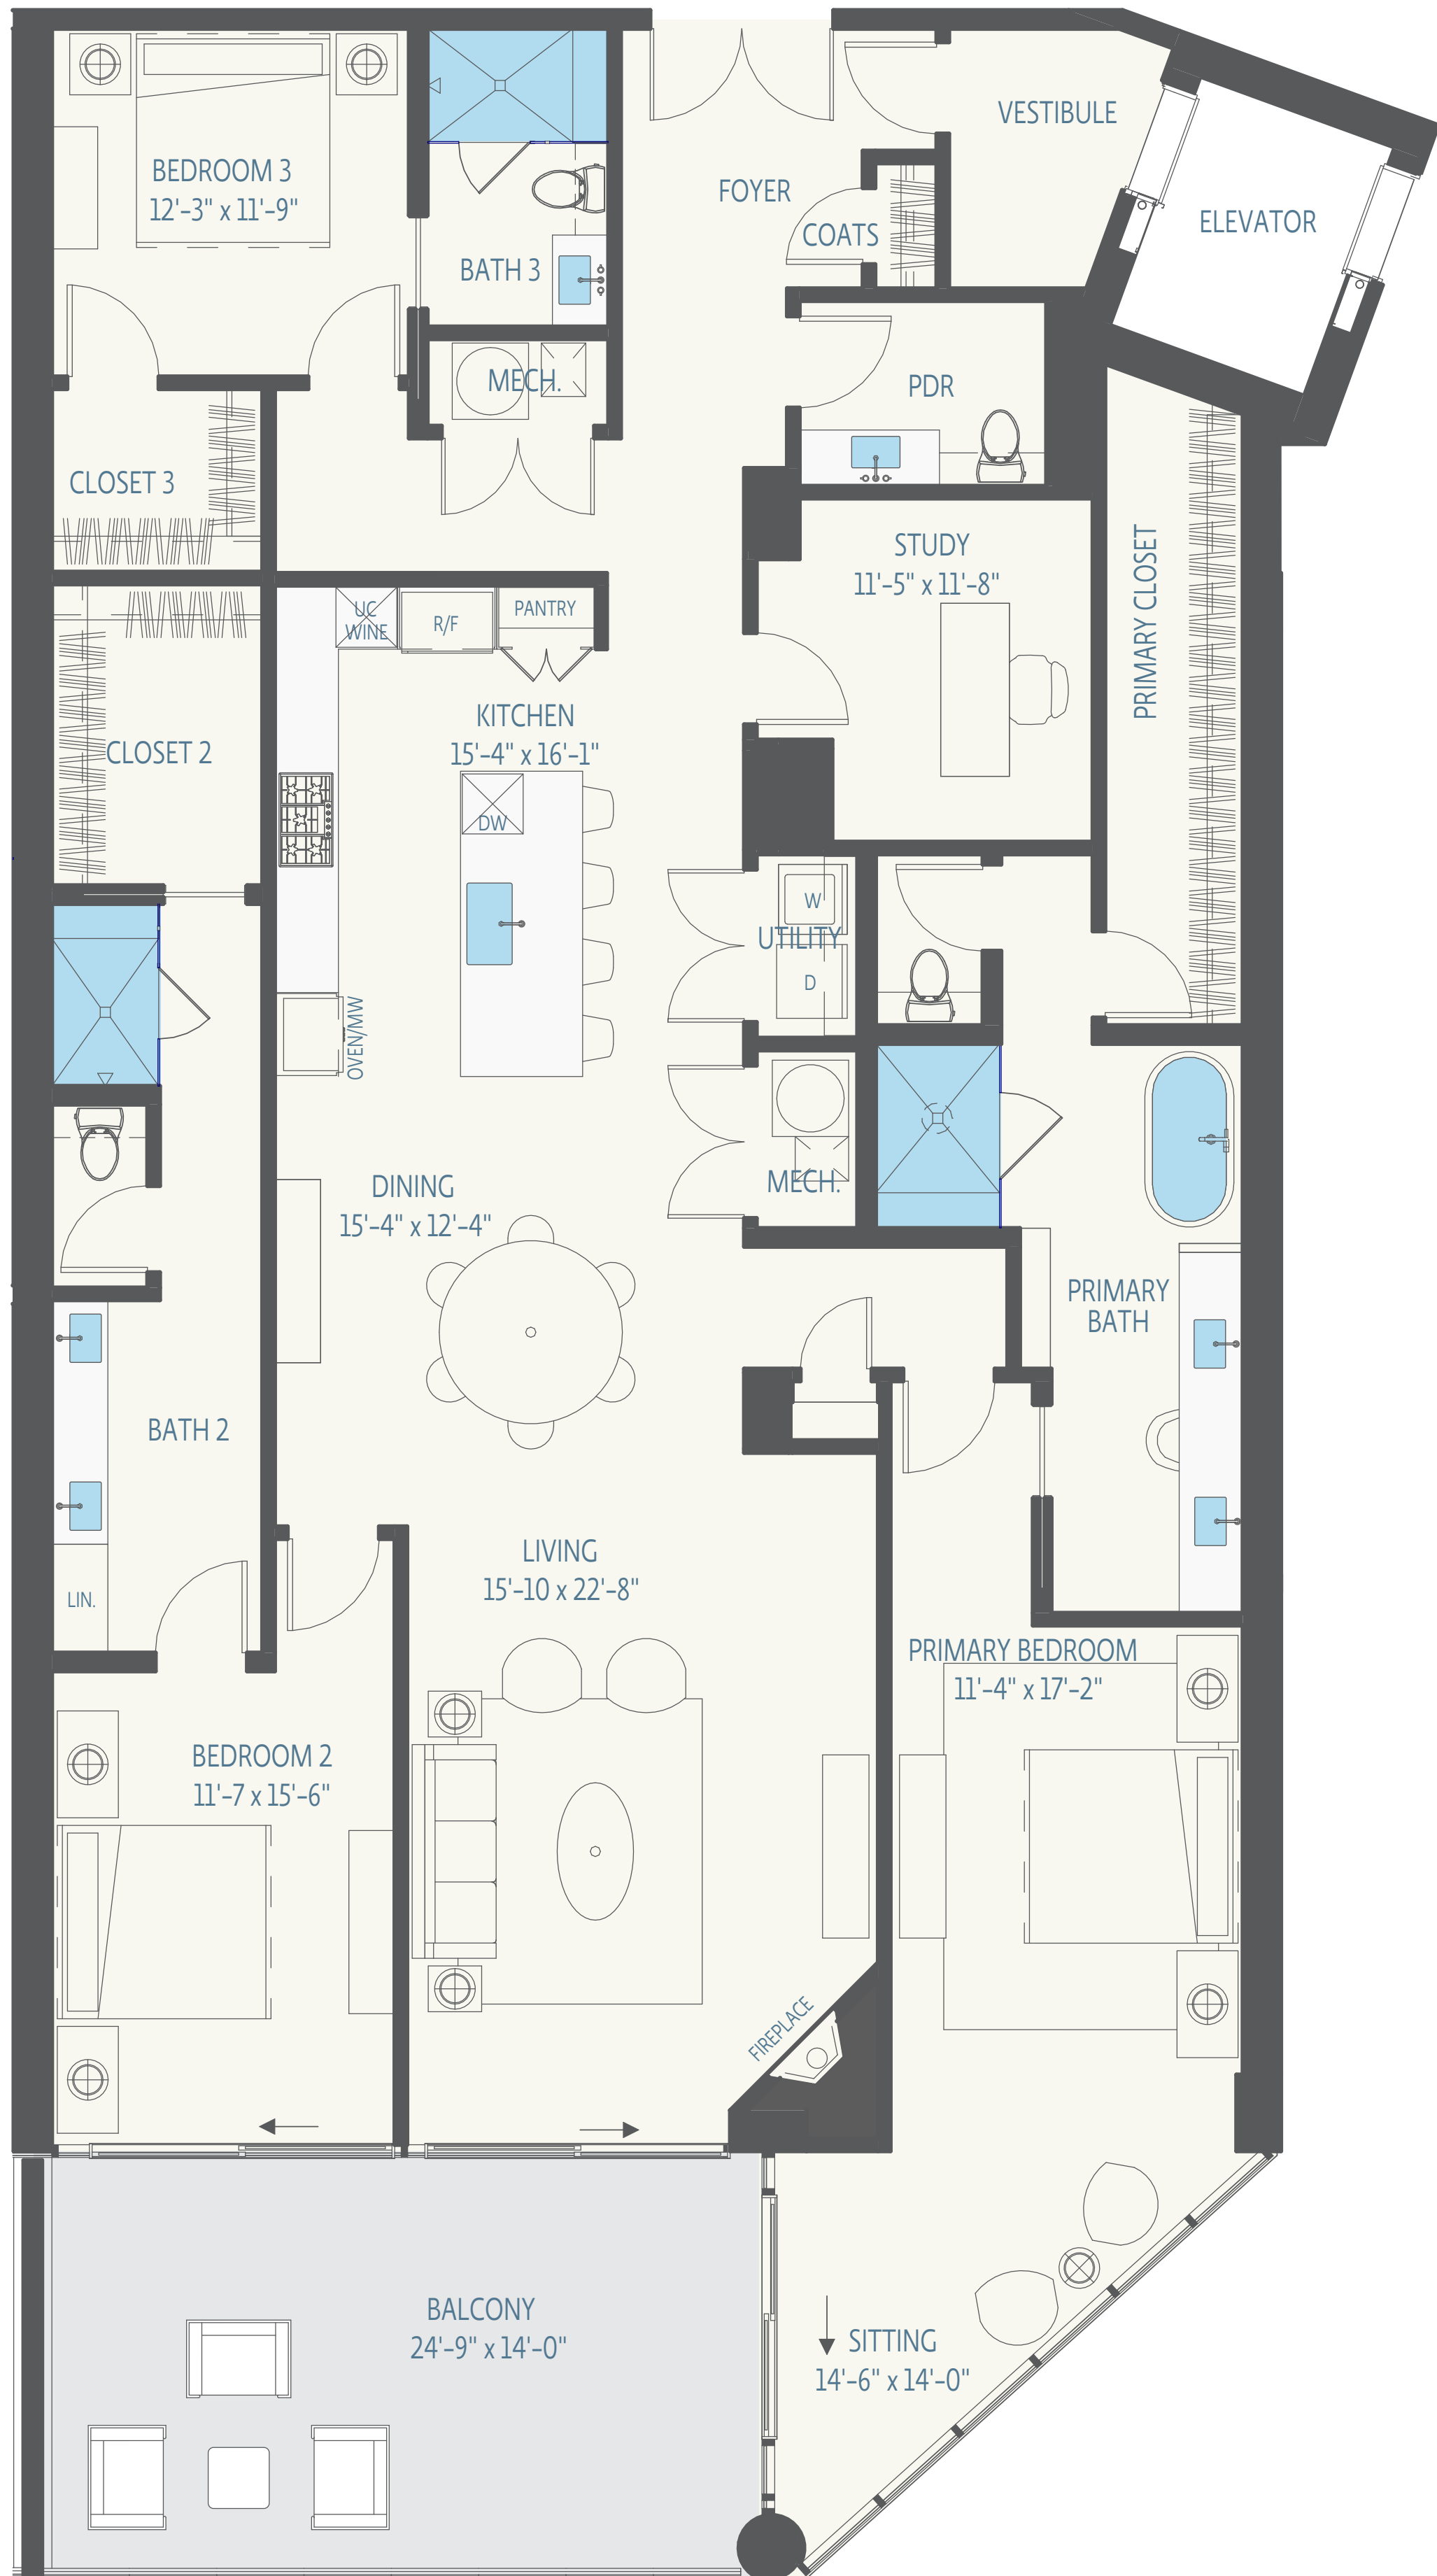 VESTIBULE
BEDROOM 3
12'–3" x 11'–9"
FOYER
ELEVATOR
COATS
BATH 3
MECH.
PDR
CLOSET 3
STUDY
11'–5" x 11'–8"
PRIMARY CLOSET
UC
WINE
R/F
PANTRY
KITCHEN
15'–4" x 16'–1"
CLOSET 2
DW
W
UTILITY
D
OVEN/MW
MECH.
DINING
15'–4" x 12'–4"
PRIMARY
BATH
BATH 2
LIVING
15'–10 x 22'–8"
LIN.
PRIMARY BEDROOM
11'–4" x 17'–2"
BEDROOM 2
11'–7 x 15'–6"
FIREPLACE
BALCONY
24'–9" x 14'–0"
SITTING
14'–6" x 14'–0"